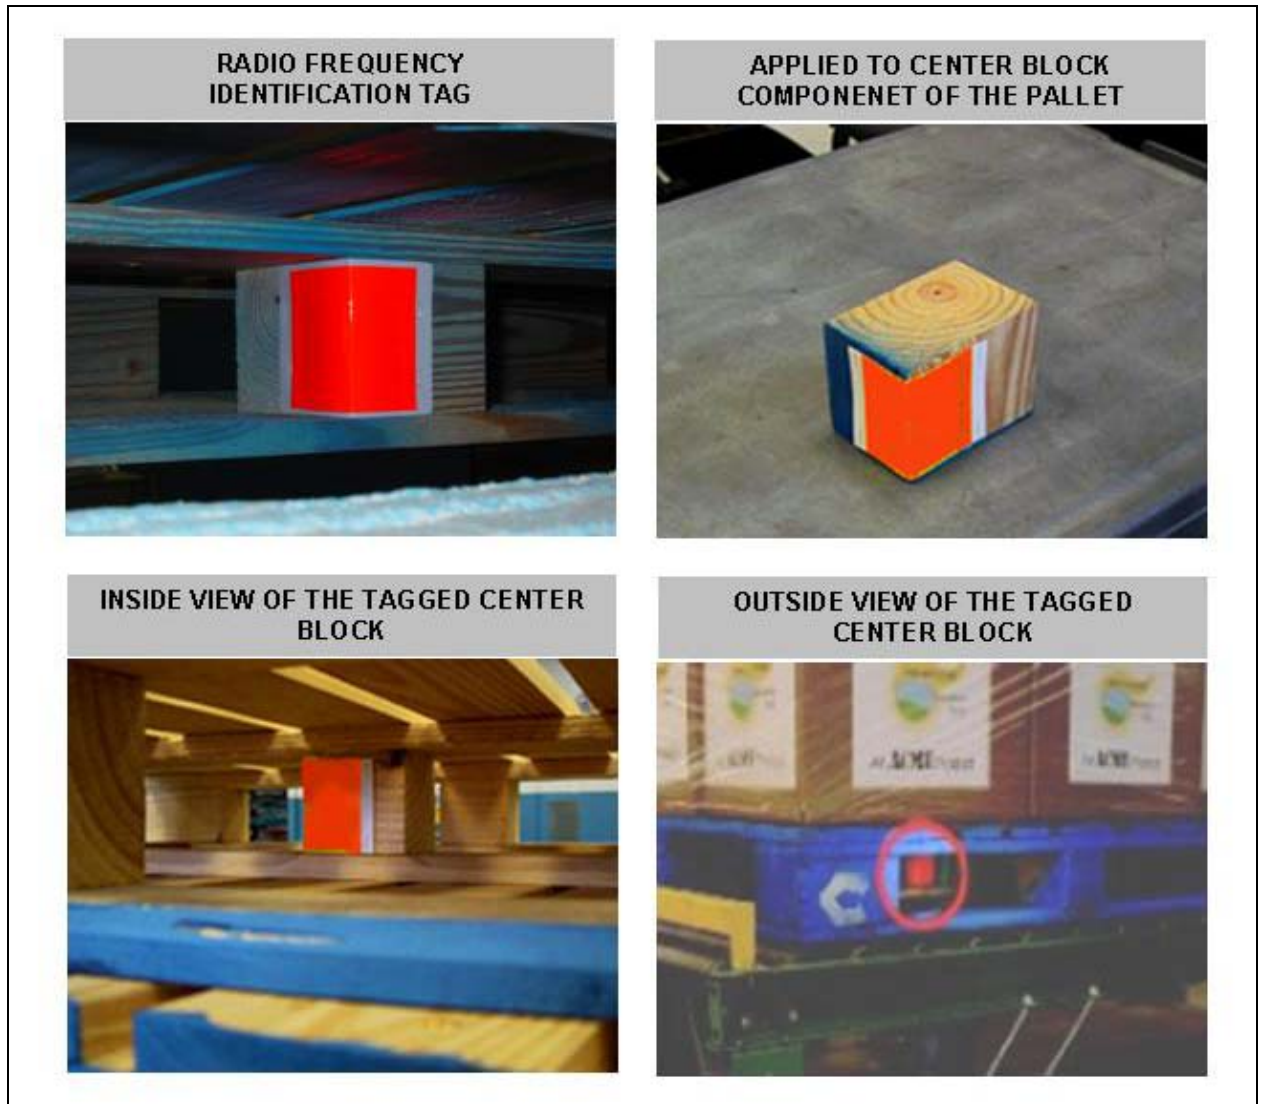 RADIO FREQUENCY
IDENTIFICATION TAG
APPLIED TO CENTER BLOCK
COMPONENET OF THE PALLET
INSIDE VIEW OF THE TAGGED CENTER
BLOCK
OUTSIDE VIEW OF THE TAGGED
CENTER BLOCK
C